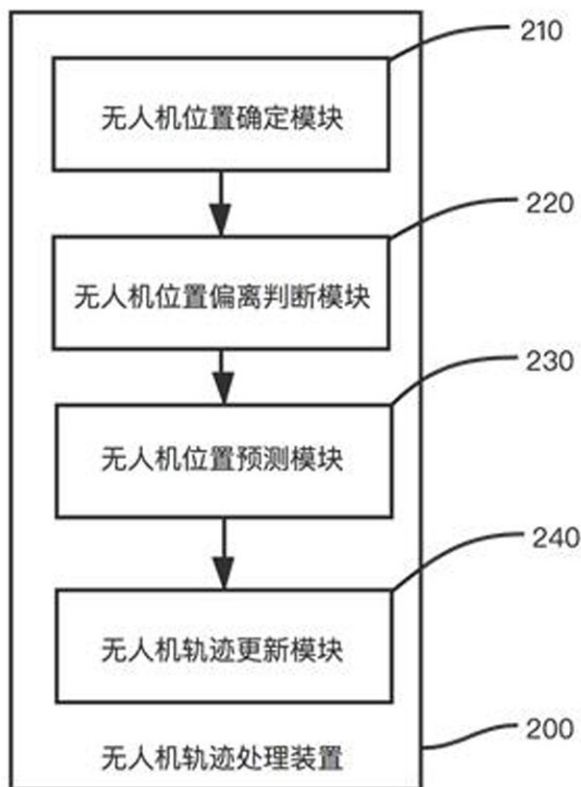 210
无人机位置确定模块
220
无人机位置偏离判断模块
230
无人机位置预测模块
240
无人机轨迹更新模块
200
无人机轨迹处理装置